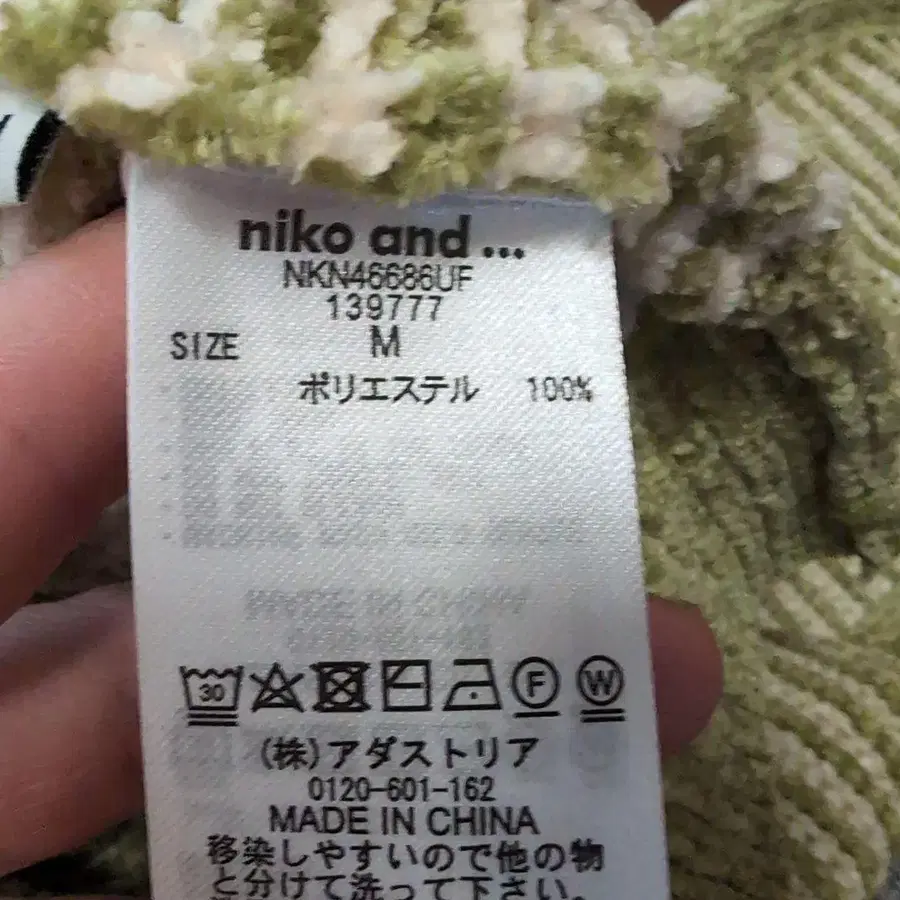 niko and ...
NKN46686UF
139777
SIZE M
ポリエステル 100%
30
F W
(株)アダストリア
0120-601-162
MADE IN CHINA
移染しやすいので他の物
と分けて洗って下さい。